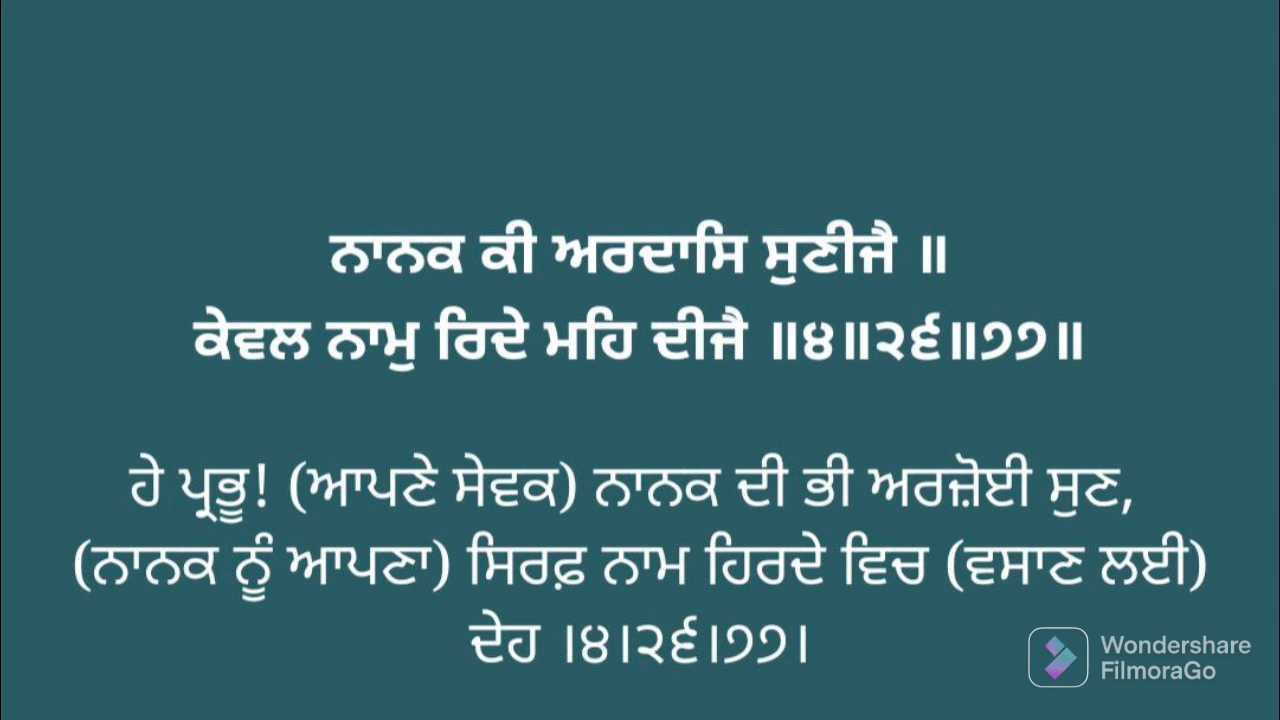 ਨਾਨਕ ਕੀ ਅਰਦਾਸਿ ਸੁਣੀਜੈ ॥
ਕੇਵਲ ਨਾਮੁ ਰਿਦੇ ਮਹਿ ਦੀਜੈ ॥੪॥੨੬॥੭੭॥
ਹੇ ਪ੍ਰਭੂ! (ਆਪਣੇ ਸੇਵਕ) ਨਾਨਕ ਦੀ ਭੀ ਅਰਜ਼ੋਈ ਸੁਣ,
(ਨਾਨਕ ਨੂੰ ਆਪਣਾ) ਸਿਰਫ਼ ਨਾਮ ਹਿਰਦੇ ਵਿਚ (ਵਸਾਣ ਲਈ)
ਦੇਹ ।੪।੨੬।੭੭।
Wondershare
FilmoraGo